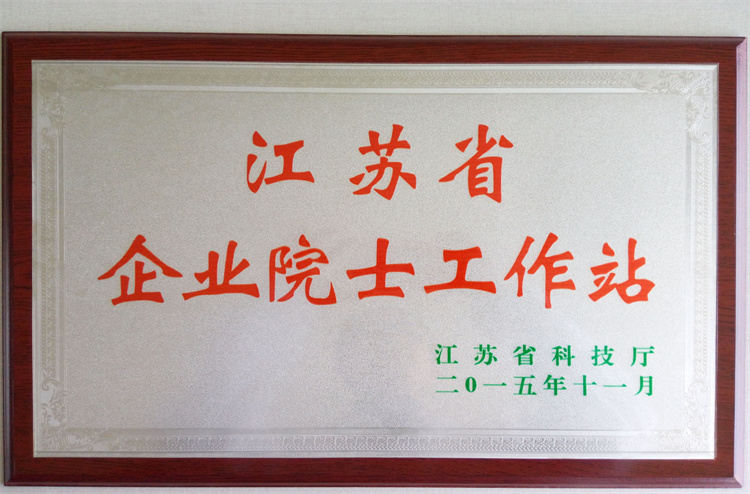 江苏省
企业院士工作站
江苏省科技厅
二0一五年十一月